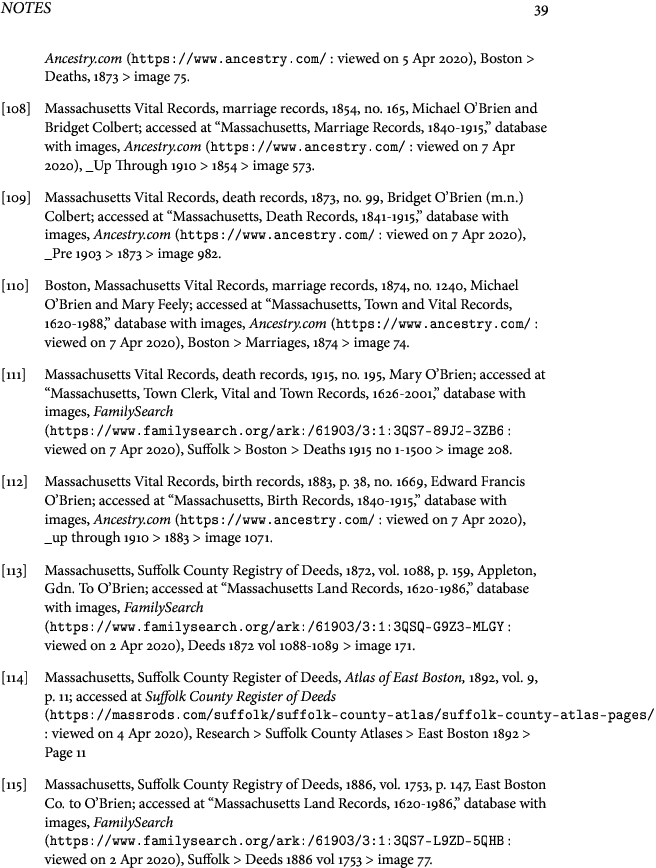 NOTES 39
Ancestry.com (https://www.ancestry.com/ : viewed on 5 Apr 2020), Boston >
Deaths, 1873 > image 75.
[108] Massachusetts Vital Records, marriage records, 1854, no. 165, Michael O’Brien and
Bridget Colbert; accessed at “Massachusetts, Marriage Records, 1840-1915,” database
with images, Ancestry.com (https://www.ancestry.com/ : viewed on 7 Apr
2020), _Up Through 1910 > 1854 > image 573.
[109] Massachusetts Vital Records, death records, 1873, no. 99, Bridget O’Brien (m.n.)
Colbert; accessed at “Massachusetts, Death Records, 1841-1915,” database with
images, Ancestry.com (https://www.ancestry.com/ : viewed on 7 Apr 2020),
_Pre 1903 > 1873 > image 982.
[110] Boston, Massachusetts Vital Records, marriage records, 1874, no. 1240, Michael
O’Brien and Mary Feely; accessed at “Massachusetts, Town and Vital Records,
1620-1988,” database with images, Ancestry.com (https://www.ancestry.com/ :
viewed on 7 Apr 2020), Boston > Marriages, 1874 > image 74.
[111] Massachusetts Vital Records, death records, 1915, no. 195, Mary O’Brien; accessed at
“Massachusetts, Town Clerk, Vital and Town Records, 1626-2001,” database with
images, FamilySearch
(https://www.familysearch.org/ark:/61903/3:1:3QS7-89J2-3ZB6 :
viewed on 7 Apr 2020), Suffolk > Boston > Deaths 1915 no 1-1500 > image 208.
[112] Massachusetts Vital Records, birth records, 1883, p. 38, no. 1669, Edward Francis
O’Brien; accessed at “Massachusetts, Birth Records, 1840-1915,” database with
images, Ancestry.com (https://www.ancestry.com/ : viewed on 7 Apr 2020),
_up through 1910 > 1883 > image 1071.
[113] Massachusetts, Suffolk County Registry of Deeds, 1872, vol. 1088, p. 159, Appleton,
Gdn. To O’Brien; accessed at “Massachusetts Land Records, 1620-1986,” database
with images, FamilySearch
(https://www.familysearch.org/ark:/61903/3:1:3QSQ-G9Z3-MLGY :
viewed on 2 Apr 2020), Deeds 1872 vol 1088-1089 > image 171.
[114] Massachusetts, Suffolk County Register of Deeds, Atlas of East Boston, 1892, vol. 9,
p. 11; accessed at Suffolk County Register of Deeds
(https://massrods.com/suffolk/suffolk-county-atlas/suffolk-county-atlas-pages/
: viewed on 4 Apr 2020), Research > Suffolk County Atlases > East Boston 1892 >
Page 11
[115] Massachusetts, Suffolk County Registry of Deeds, 1886, vol. 1753, p. 147, East Boston
Co. to O’Brien; accessed at “Massachusetts Land Records, 1620-1986,” database with
images, FamilySearch
(https://www.familysearch.org/ark:/61903/3:1:3QS7-L9ZD-5QHB :
viewed on 2 Apr 2020), Suffolk > Deeds 1886 vol 1753 > image 77.